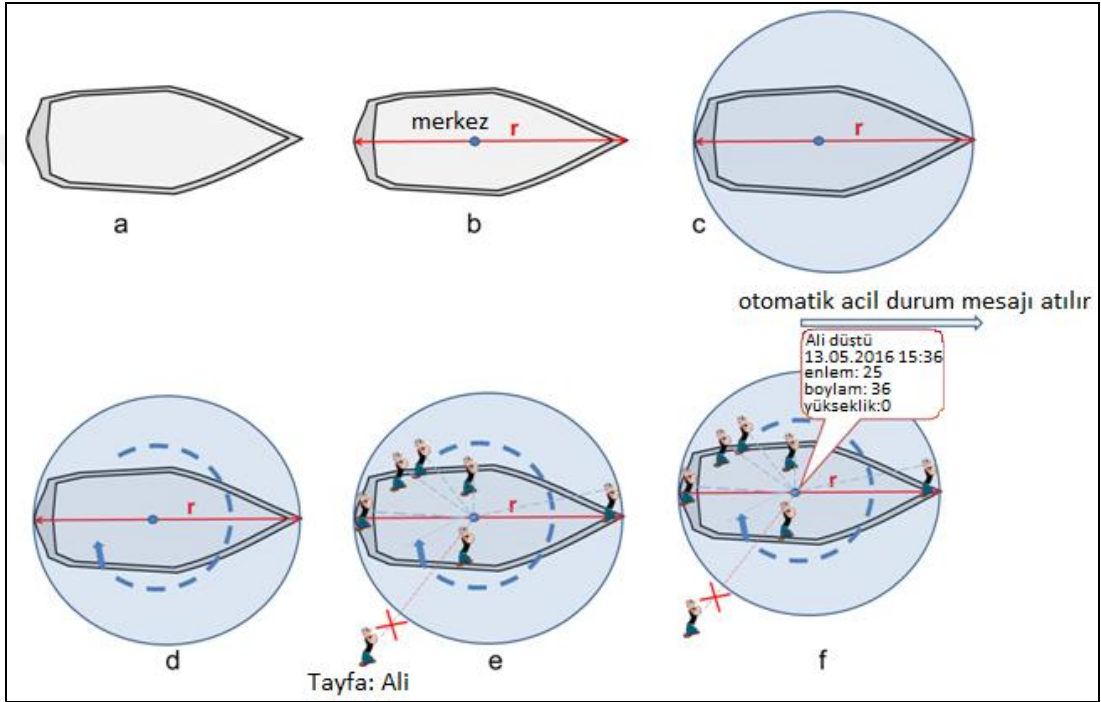 merkez
r
r
a
b
c
otomatik acil durum mesajı atılır
Ali düştü
13.05.2016 15:36
enlem: 25
boylam: 36
yükseklik:0
r
r
r
d
e
f
Tayfa: Ali